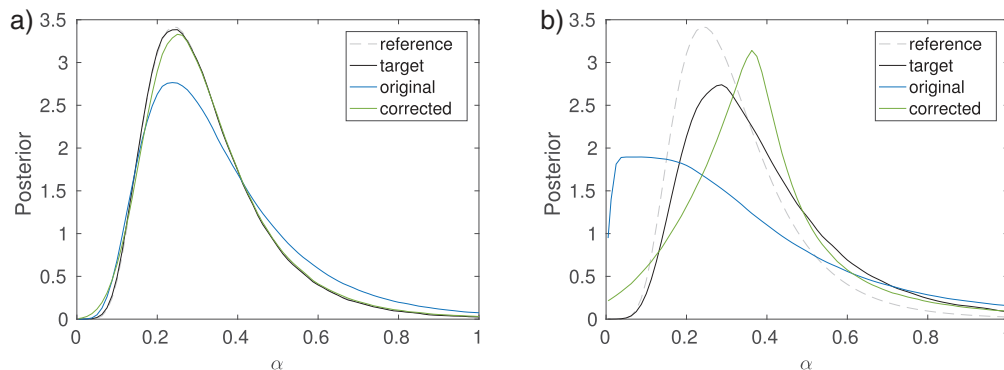 a)
Posterior
3.5
3
2.5
2
1.5
1
0.5
0
0 0.2 0.4 0.6 0.8 1
α
reference
target
original
corrected
b)
Posterior
3.5
3
2.5
2
1.5
1
0.5
0
0 0.2 0.4 0.6 0.8
α
reference
target
original
corrected